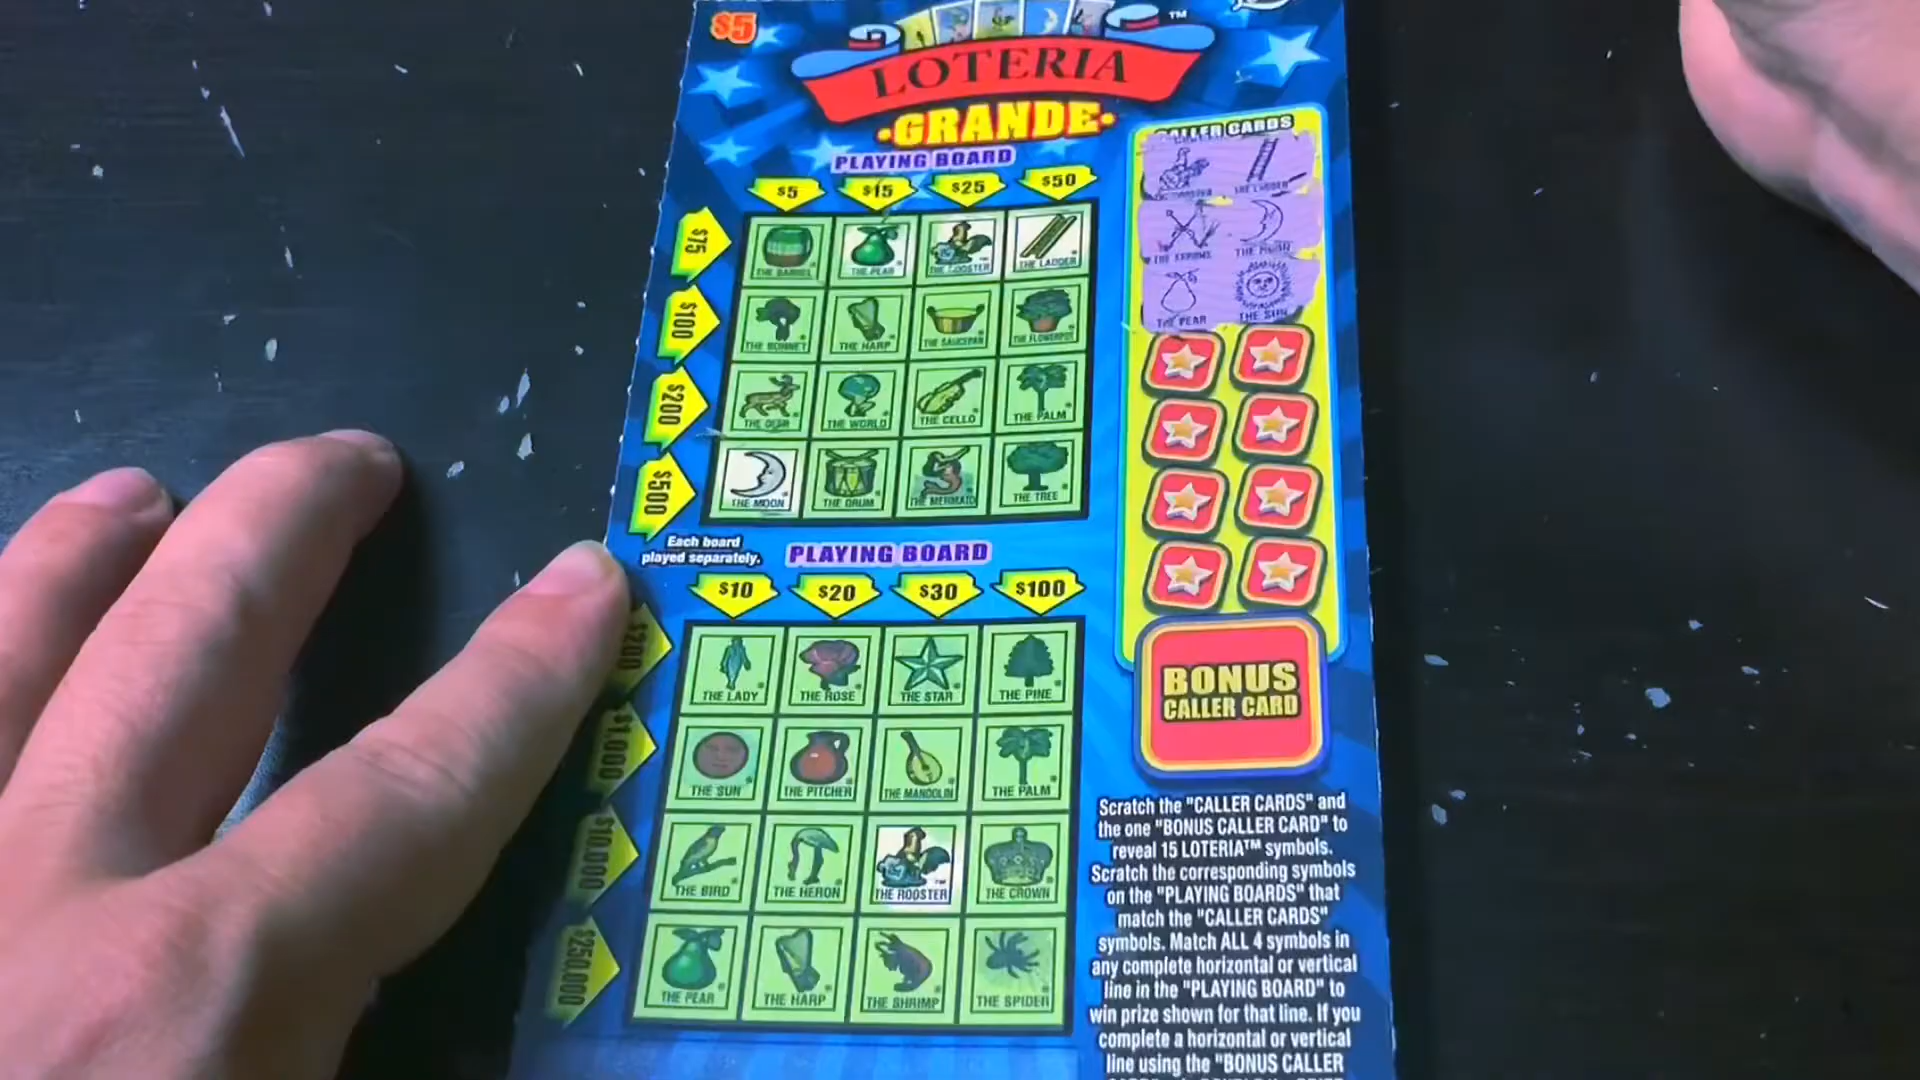 $5
LOTERIA™
GRANDE
PLAYING BOARD
$5 $15 $25 $50
$75
THE BARREL THE PEAR THE ROOSTER™ THE LADDER
$100
THE BONNET THE HARP THE SAUCEPAN THE FLOWERPOT
$200
THE DEER THE WORLD THE CELLO THE PALM
$500
THE MOON THE DRUM THE MERMAID THE TREE
Each board
played separately.
PLAYING BOARD
$10 $20 $30 $100
$200
THE LADY THE ROSE THE STAR THE PINE
$1,000
THE SUN THE PITCHER THE MANDOLIN THE PALM
$10,000
THE BIRD THE HERON THE ROOSTER™ THE CROWN
$250,000
THE PEAR THE HARP THE SHRIMP THE SPIDER
CALLER CARDS
THE LADDER
THE MOON
THE PEAR THE SUN
BONUS
CALLER CARD
Scratch the "CALLER CARDS" and
the one "BONUS CALLER CARD" to
reveal 15 LOTERIA™ symbols.
Scratch the corresponding symbols
on the "PLAYING BOARDS" that
match the "CALLER CARDS"
symbols. Match ALL 4 symbols in
any complete horizontal or vertical
line in the "PLAYING BOARD" to
win prize shown for that line. If you
complete a horizontal or vertical
line using the "BONUS CALLER